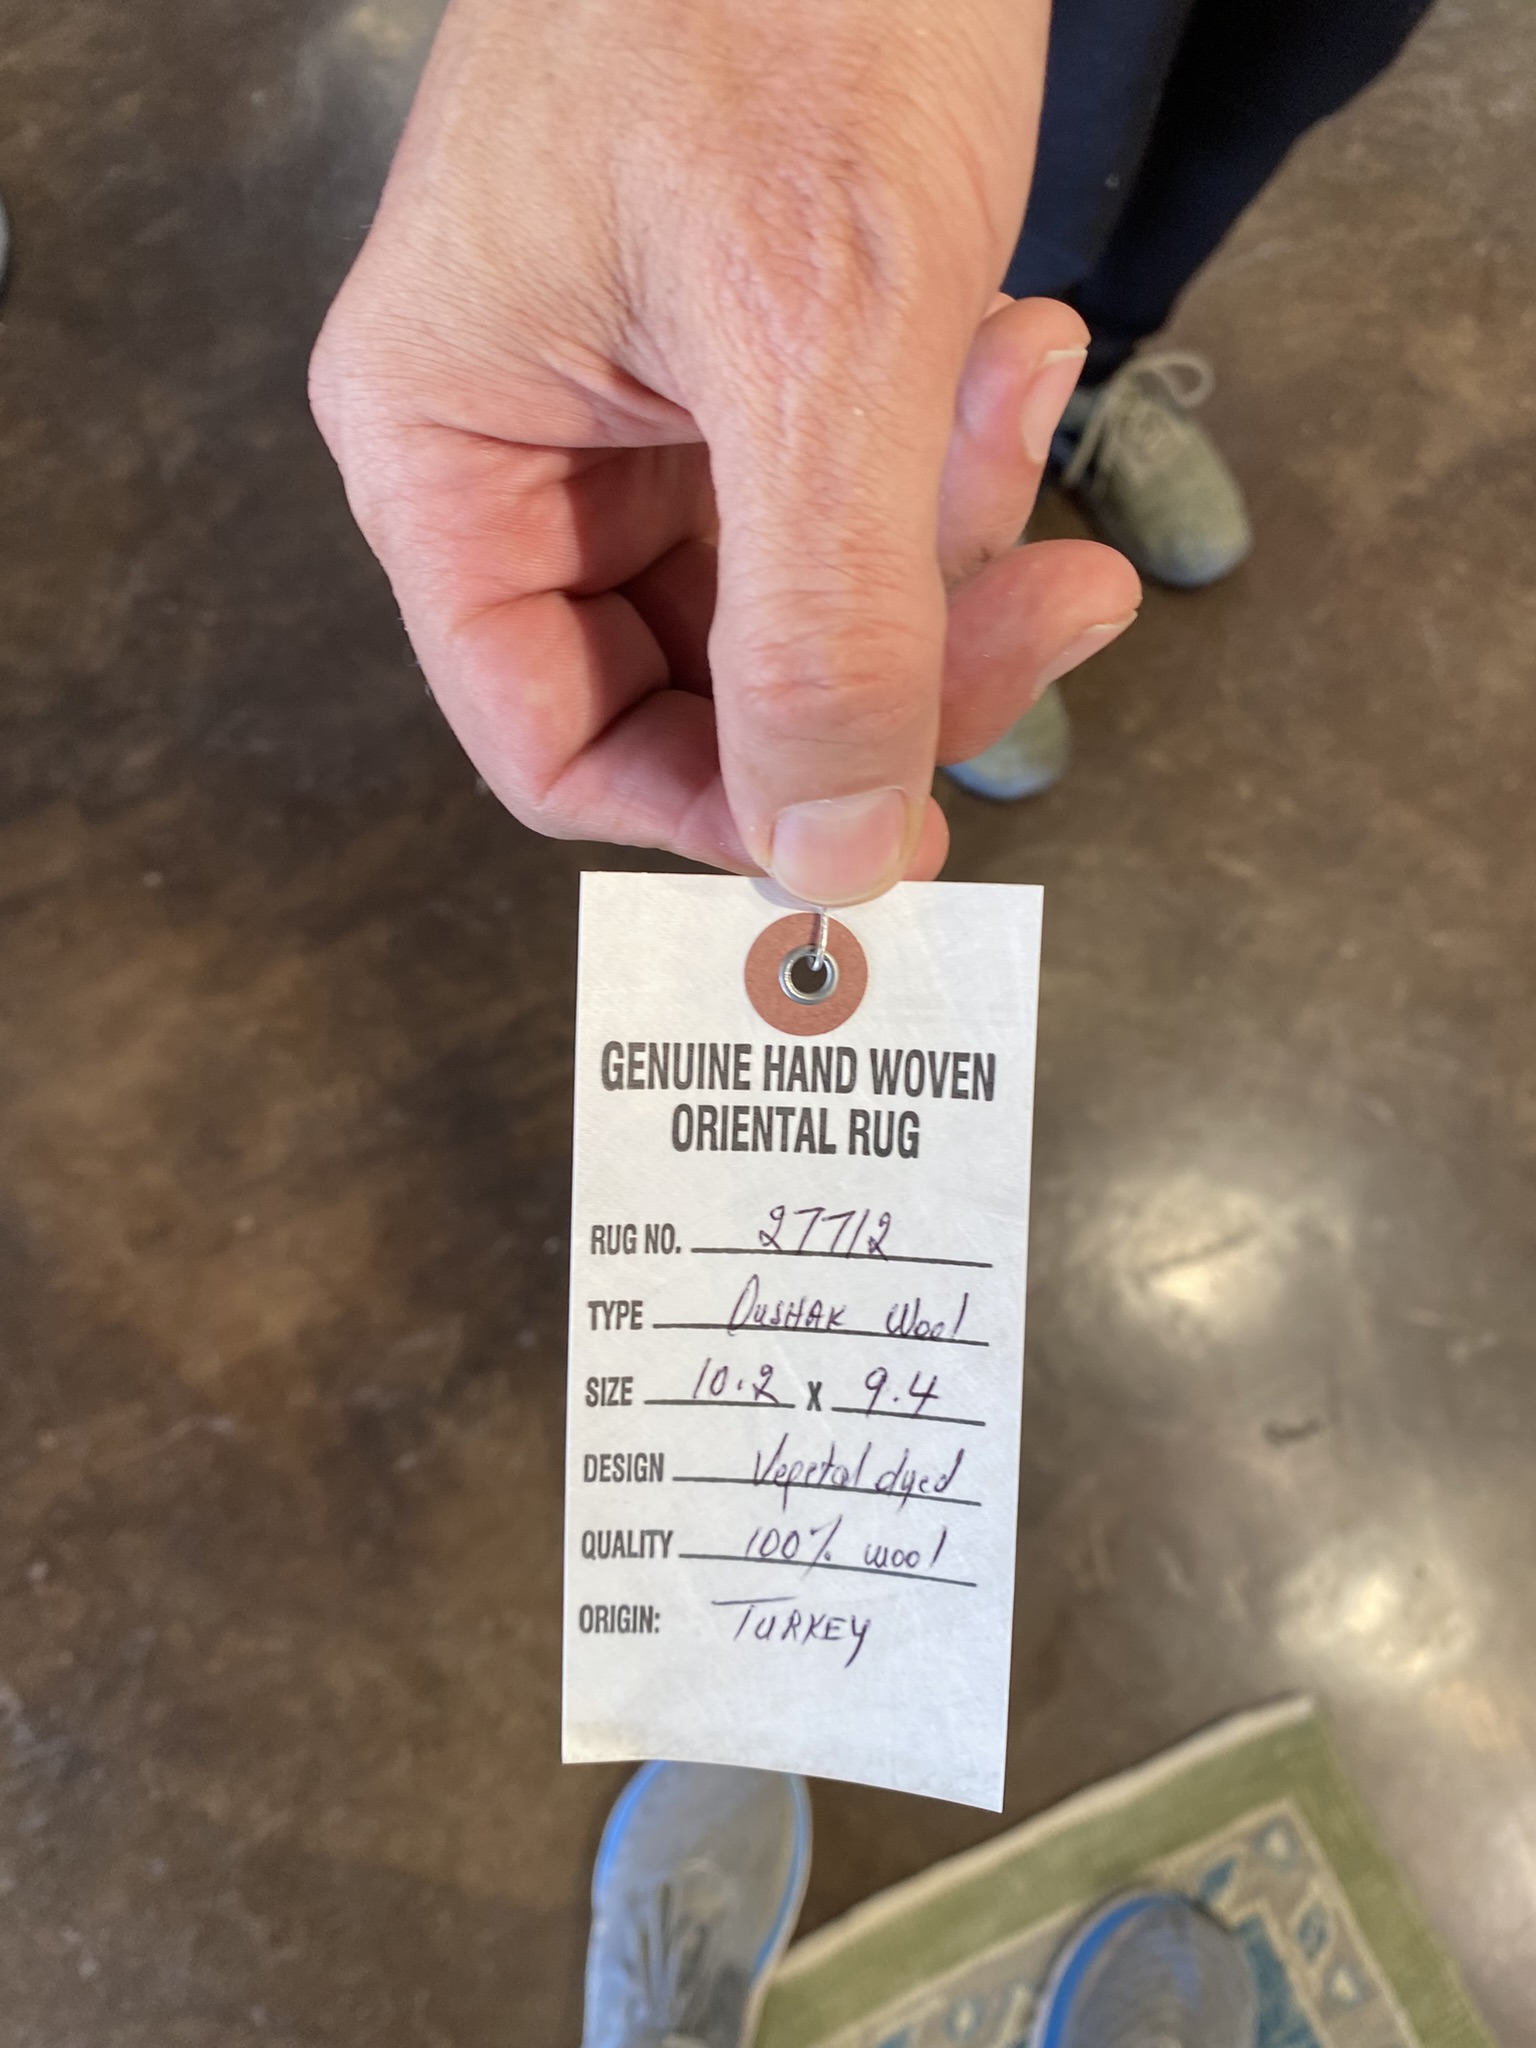 GENUINE HAND WOVEN
ORIENTAL RUG
RUG NO. 27712
TYPE OUSHAK Wool
SIZE 10.2 X 9.4
DESIGN Vegetal dyed
QUALITY 100% wool
ORIGIN: TURKEY